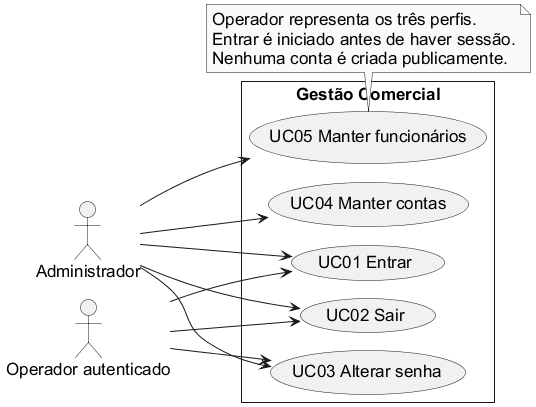 Operador representa os três perfis.
Entrar é iniciado antes de haver sessão.
Nenhuma conta é criada publicamente.
Gestão Comercial
UC05 Manter funcionários
UC04 Manter contas
UC01 Entrar
Administrador
UC02 Sair
Operador autenticado
UC03 Alterar senha